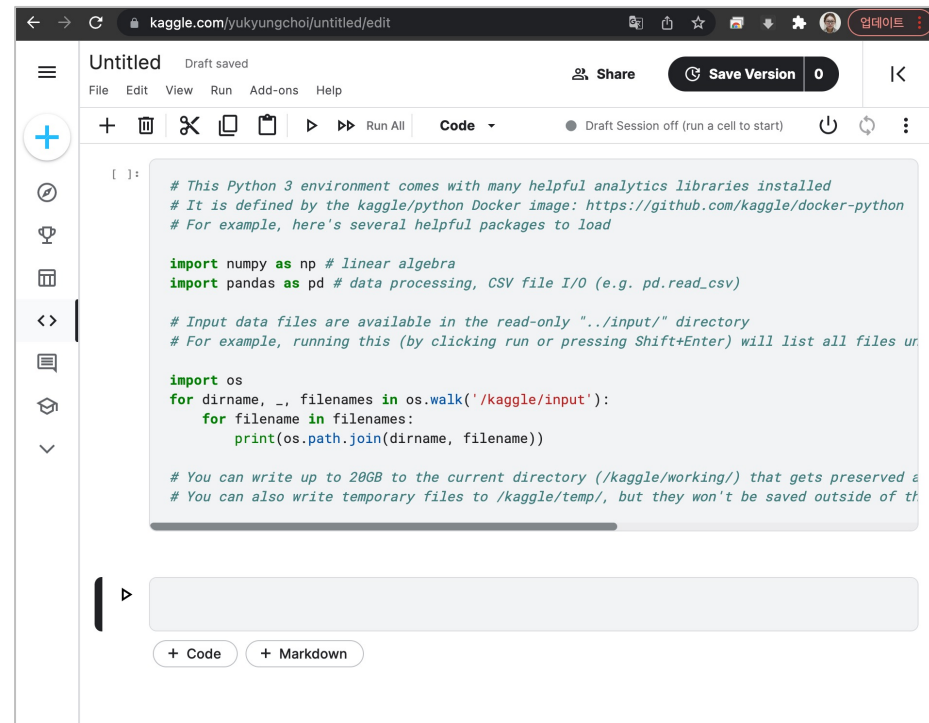 kaggle.com/yukyungchoi/untitled/edit
업데이트
Untitled Draft saved
Share
Save Version 0
File Edit View Run Add-ons Help
Run All Code Draft Session off (run a cell to start)
[ ]:
# This Python 3 environment comes with many helpful analytics libraries installed
# It is defined by the kaggle/python Docker image: https://github.com/kaggle/docker-python
# For example, here's several helpful packages to load
import numpy as np # linear algebra
import pandas as pd # data processing, CSV file I/O (e.g. pd.read_csv)
# Input data files are available in the read-only "../input/" directory
# For example, running this (by clicking run or pressing Shift+Enter) will list all files
import os
for dirname, _, filenames in os.walk('/kaggle/input'):
for filename in filenames:
print(os.path.join(dirname, filename))
# You can write up to 20GB to the current directory (/kaggle/working/) that gets preserved
# You can also write temporary files to /kaggle/temp/, but they won't be saved outside of
+ Code + Markdown